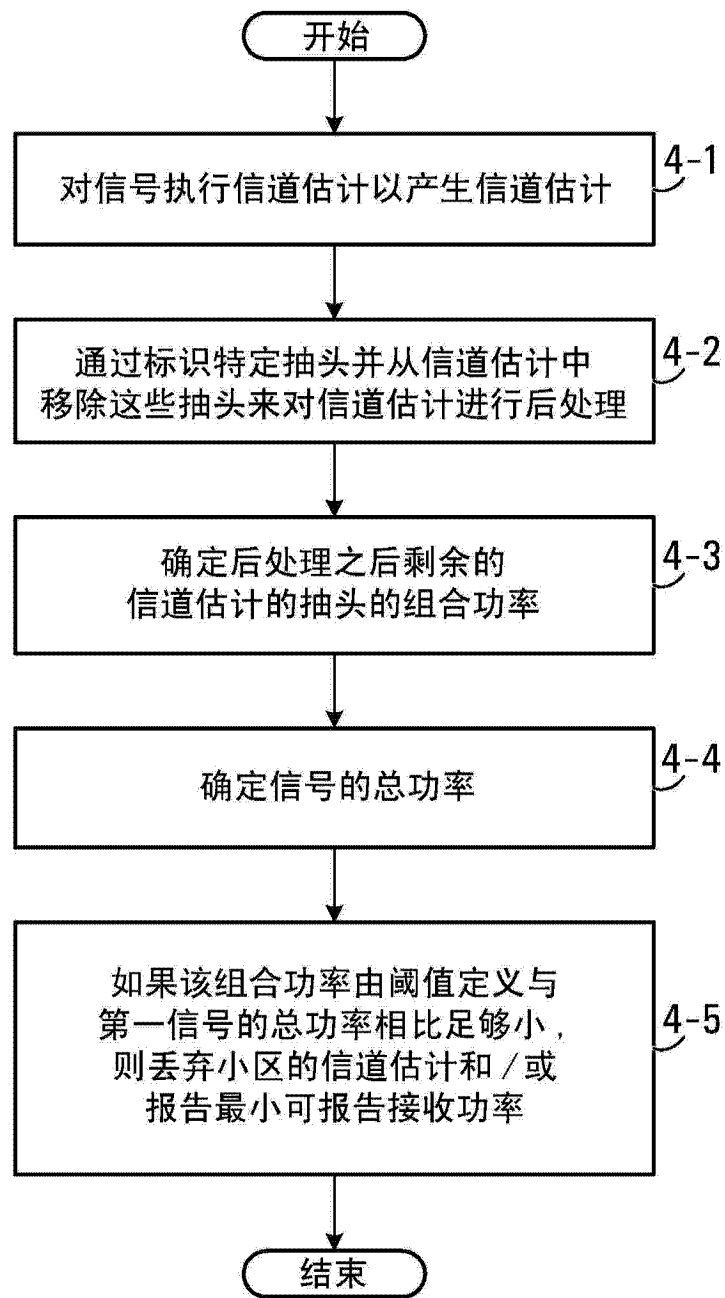 开始
4-1
对信号执行信道估计以产生信道估计
4-2
通过标识特定抽头并从信道估计中
移除这些抽头来对信道估计进行后处理
4-3
确定后处理之后剩余的
信道估计的抽头的组合功率
4-4
确定信号的总功率
4-5
如果该组合功率由阈值定义与
第一信号的总功率相比足够小,
则丢弃小区的信道估计和/或
报告最小可报告接收功率
结束